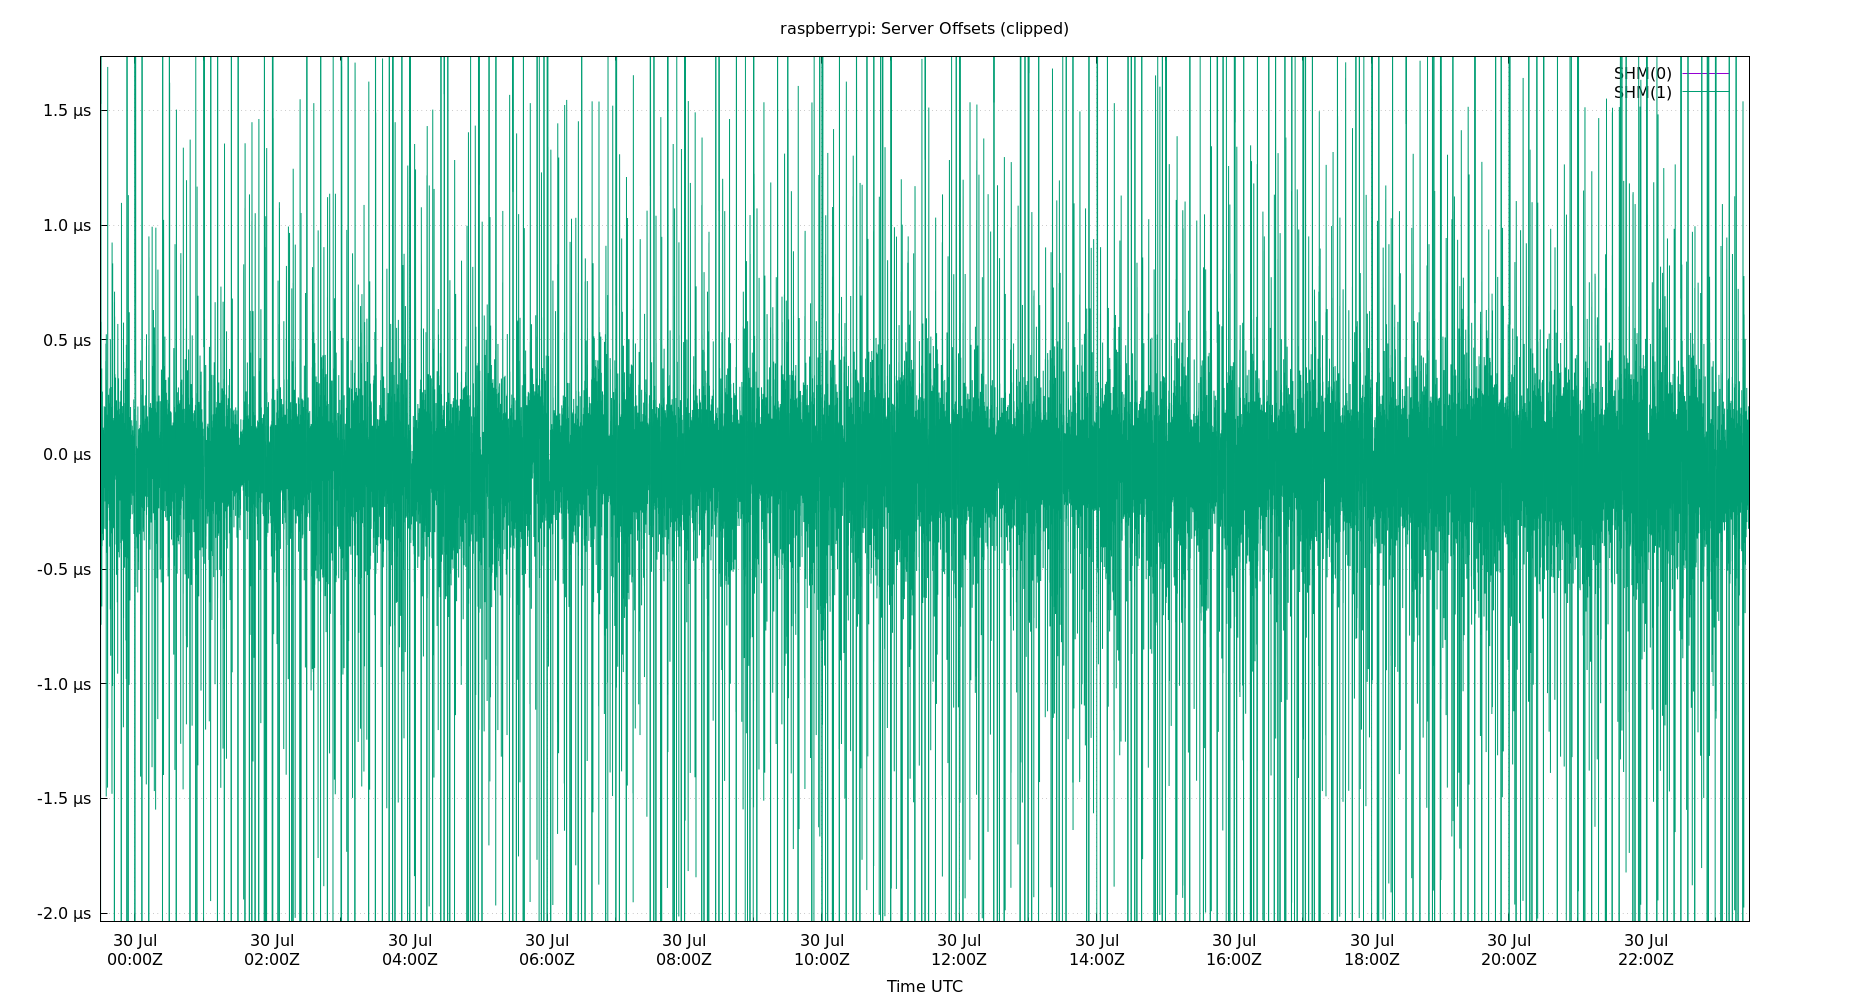 raspberrypi: Server Offsets (clipped)
SHM(0)
SHM(1)
1.5 µs
1.0 µs
0.5 µs
0.0 µs
-0.5 µs
-1.0 µs
-1.5 µs
-2.0 µs
30 Jul 30 Jul 30 Jul 30 Jul 30 Jul 30 Jul 30 Jul 30 Jul 30 Jul 30 Jul 30 Jul 30 Jul
00:00Z 02:00Z 04:00Z 06:00Z 08:00Z 10:00Z 12:00Z 14:00Z 16:00Z 18:00Z 20:00Z 22:00Z
Time UTC